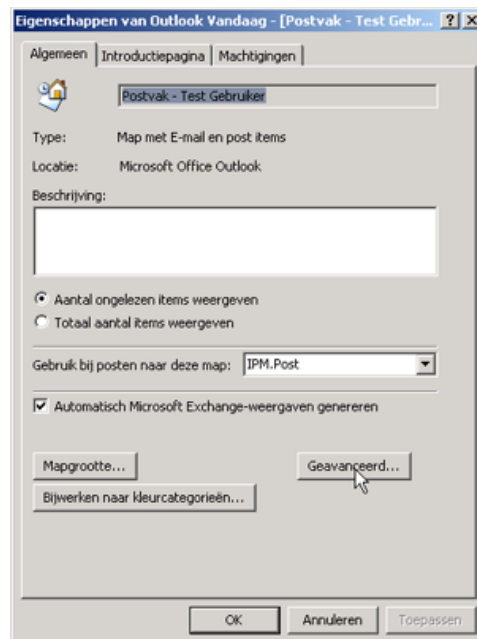 Eigenschappen van Outlook Vandaag - [Postvak - Test Gebr...
Algemeen Introductiepagina Machtigingen
Postvak - Test Gebruiker
Type: Map met E-mail en post items
Locatie: Microsoft Office Outlook
Beschrijving:
Aantal ongelezen items weergeven
Totaal aantal items weergeven
Gebruik bij posten naar deze map: IPM.Post
Automatisch Microsoft Exchange-weergaven genereren
Mapgrootte... Geavanceerd...
Bijwerken naar kleurcategorieën...
OK Annuleren Toepassen